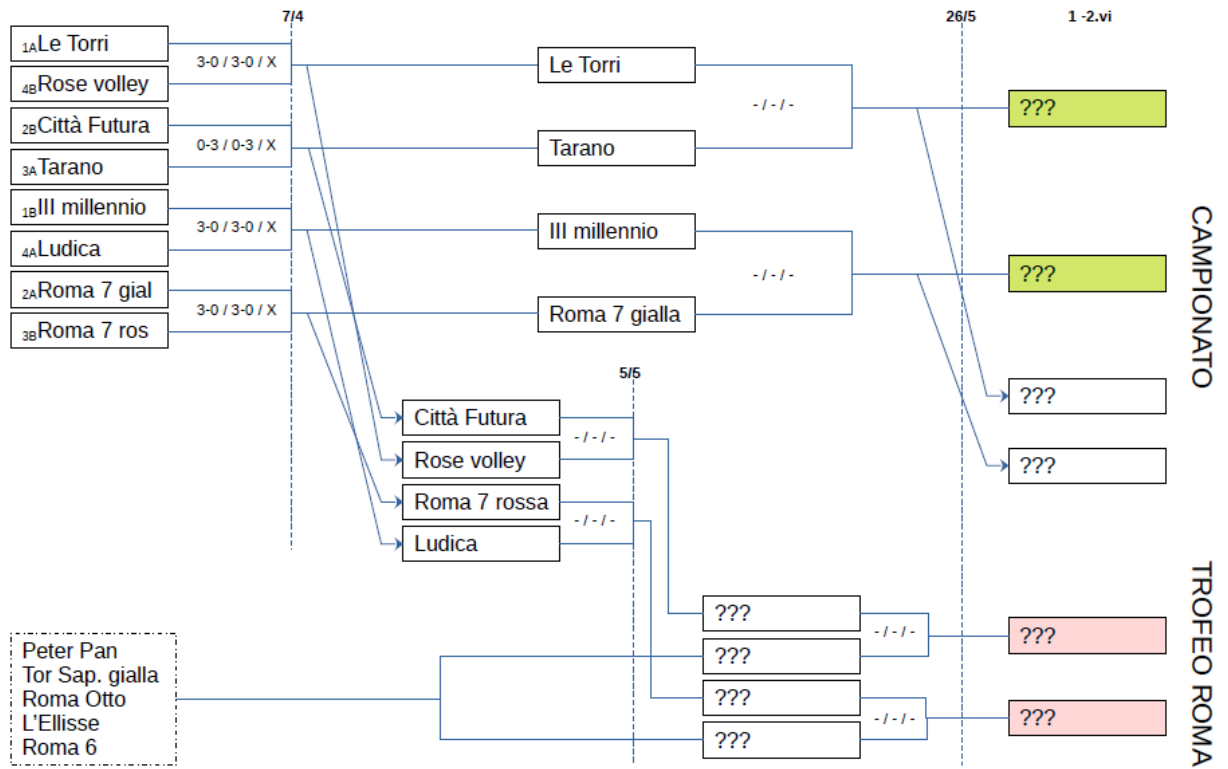 7/4
26/5
1 -2.vi
1ALe Torri
3-0 / 3-0 / X
4BRose volley
Le Torri
- / - / -
???
2BCittà Futura
0-3 / 0-3 / X
3ATarano
Tarano
1BIII millennio
3-0 / 3-0 / X
4ALudica
III millennio
- / - / -
???
2ARoma 7 gial
3-0 / 3-0 / X
3BRoma 7 ros
Roma 7 gialla
CAMPIONATO
5/5
???
Città Futura
- / - / -
Rose volley
???
Roma 7 rossa
- / - / -
Ludica
???
- / - / -
???
???
???
- / - / -
???
???
TROFEO ROMA
Peter Pan
Tor Sap. gialla
Roma Otto
L'Ellisse
Roma 6